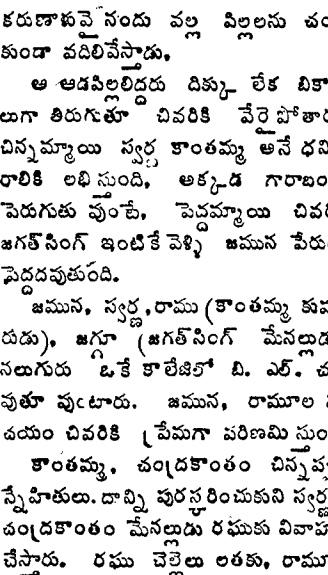 కరుణాళువై నందు వల్ల పిల్లలను చం
కుండా వదిలివేస్తాడు.
ఆ ఆడపిల్లలిద్దరు దిక్కు లేక బికా
లుగా తిరుగుతూ చివరికి వేరై పోతార
చిన్నమ్మాయి స్వర్ణ కాంతమ్మ అనే ధని
రాలికి లభిస్తుంది. అక్కడ గారాబం
పెరుగుతు వుంటే, పెద్దమ్మాయి చివరి
జగత్‌సింగ్ ఇంటికే వెళ్ళి జమున పేరు
పెద్దదవుతుంది.
జమున, స్వర్ణ, రాము (కాంతమ్మ కుమ
రుడు), జగ్గూ (జగత్‌సింగ్ మేనల్లుడ
నలుగురు ఒకే కాలేజిలో బి. ఎల్. చ
వుతూ వుఁటారు. జమున, రామూల
చయం చివరికి ప్రేమగా పరిణమిస్తుం
కాంతమ్మ, చంద్రకాంతం చిన్నప్ప
స్నేహితులు. దాన్ని పురస్కరించుకుని స్వర్ణ
చంద్రకాంతం మేనల్లుడు రఘుకు వివాహ
చేస్తారు. రఘు చెల్లెలు లతకు, రామూ